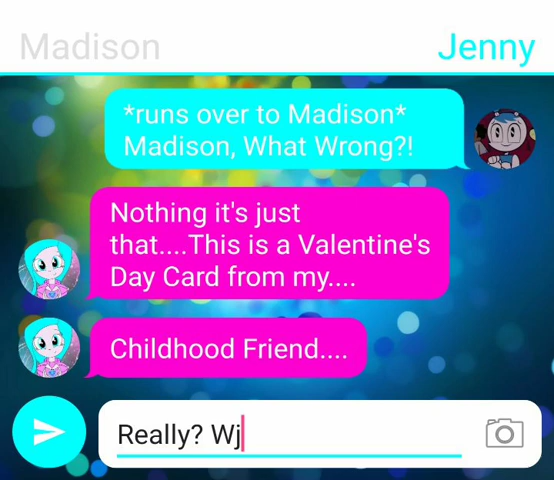 Madison
Jenny
*runs over to Madison*
Madison, What Wrong?!
Nothing it's just
that....This is a Valentine's
Day Card from my....
Childhood Friend....
Really? Wj